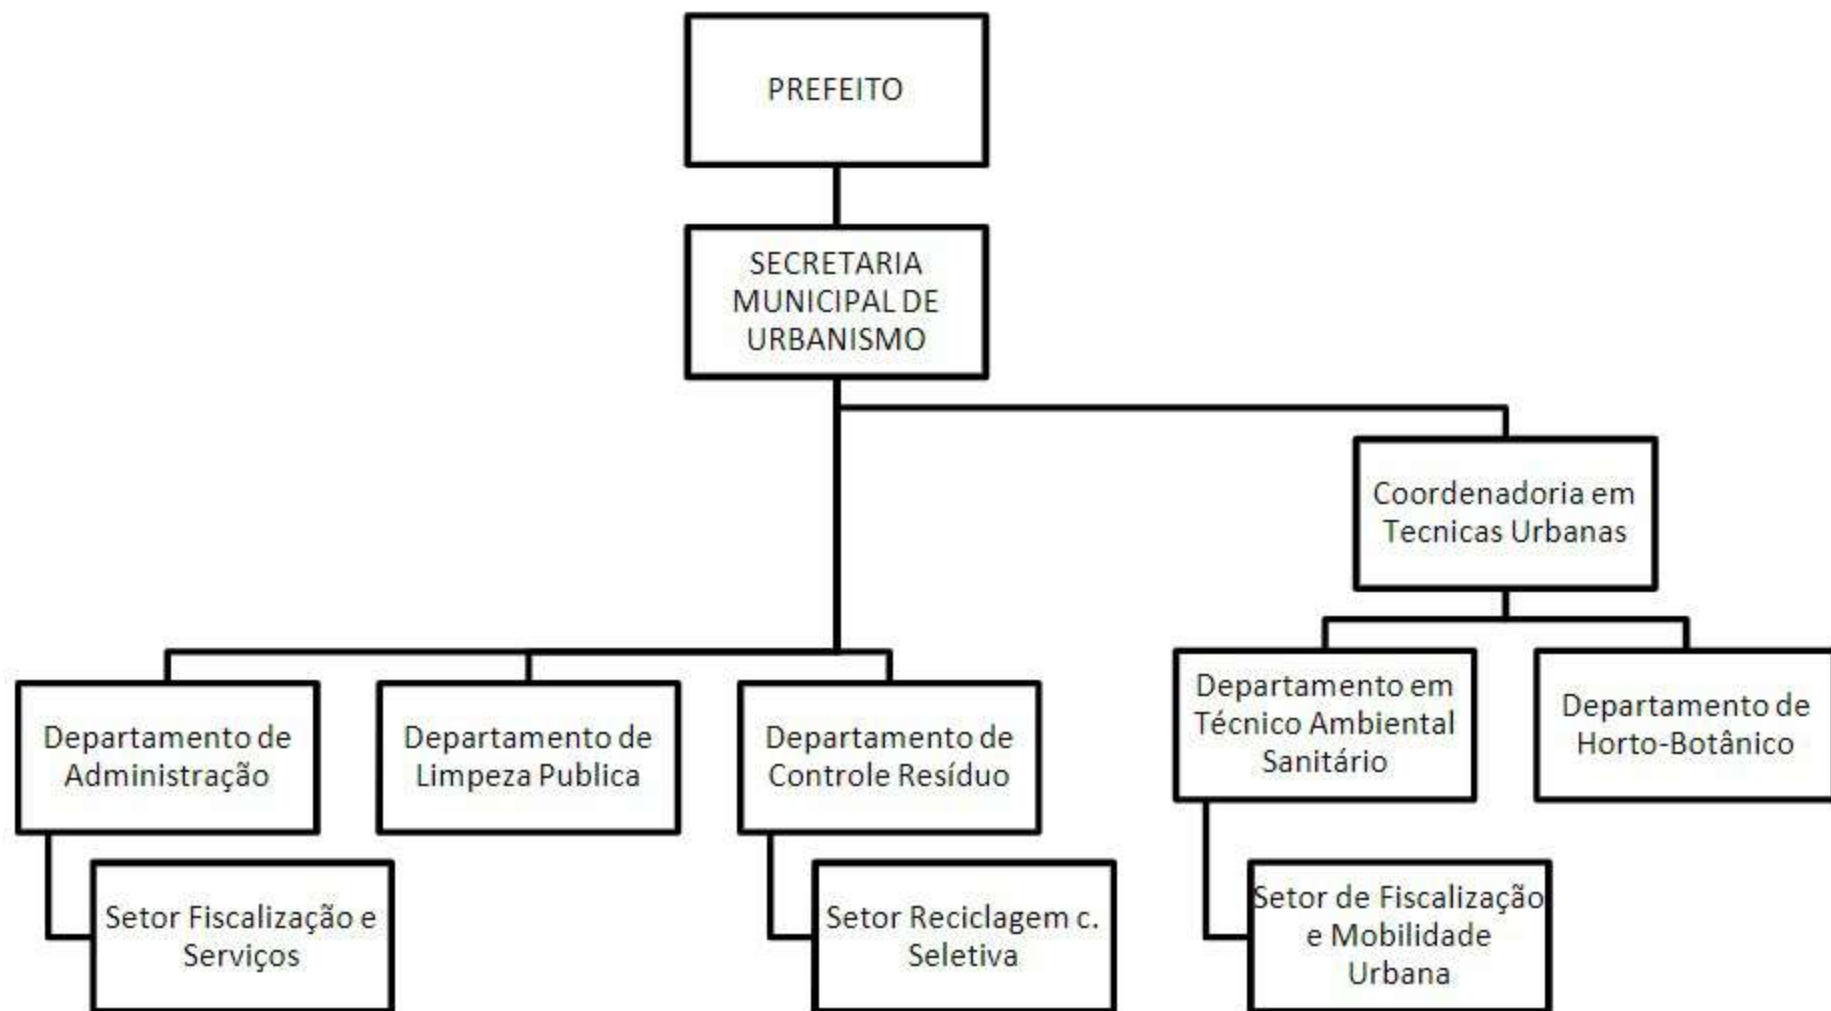 PREFEITO
SECRETARIA
MUNICIPAL DE
URBANISMO
Coordenadoria em
Tecnicas Urbanas
Departamento de
Administração
Departamento de
Limpeza Publica
Departamento de
Controle Resíduo
Departamento em
Técnico Ambiental
Sanitário
Departamento de
Horto-Botânico
Setor Fiscalização e
Serviços
Setor Reciclagem c.
Seletiva
Setor de Fiscalização
e Mobilidade
Urbana